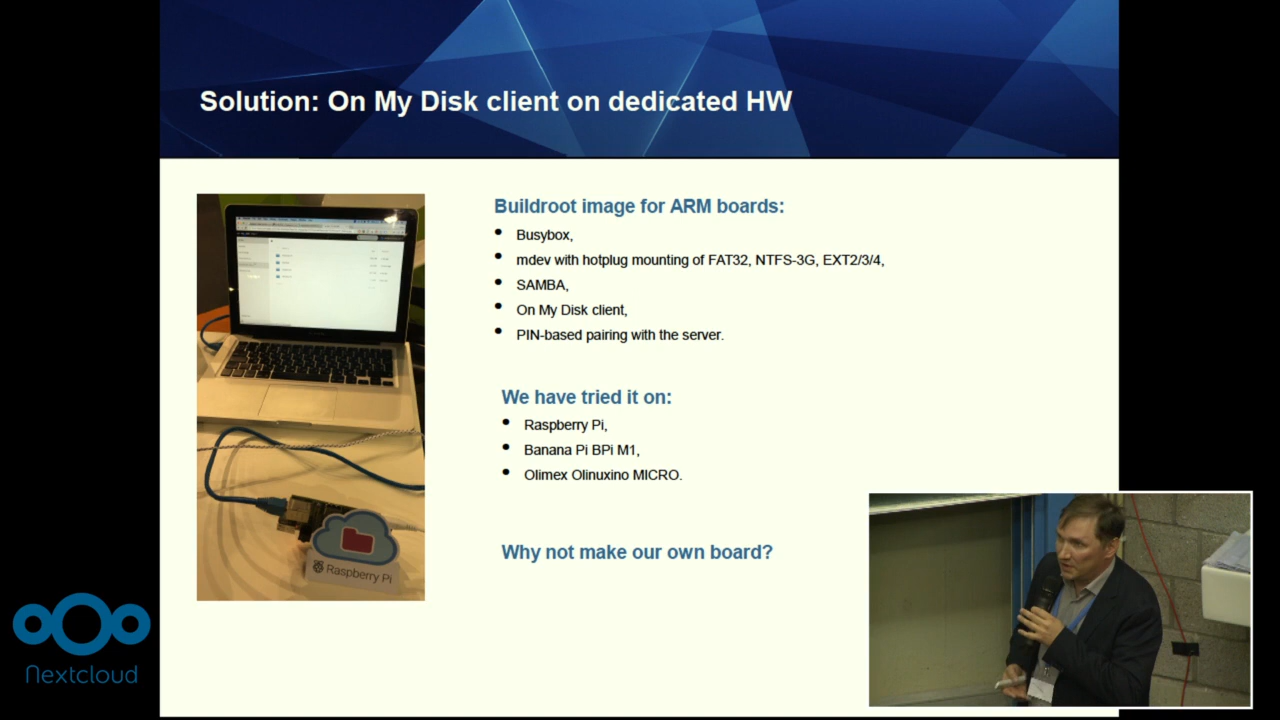 Solution: On My Disk client on dedicated HW
Buildroot image for ARM boards:
Busybox,
mdev with hotplug mounting of FAT32, NTFS-3G, EXT2/3/4,
SAMBA,
On My Disk client,
PIN-based pairing with the server.
We have tried it on:
Raspberry Pi,
Banana Pi BPi M1,
Olimex Olinuxino MICRO.
Why not make our own board?
Raspberry Pi
Nextcloud